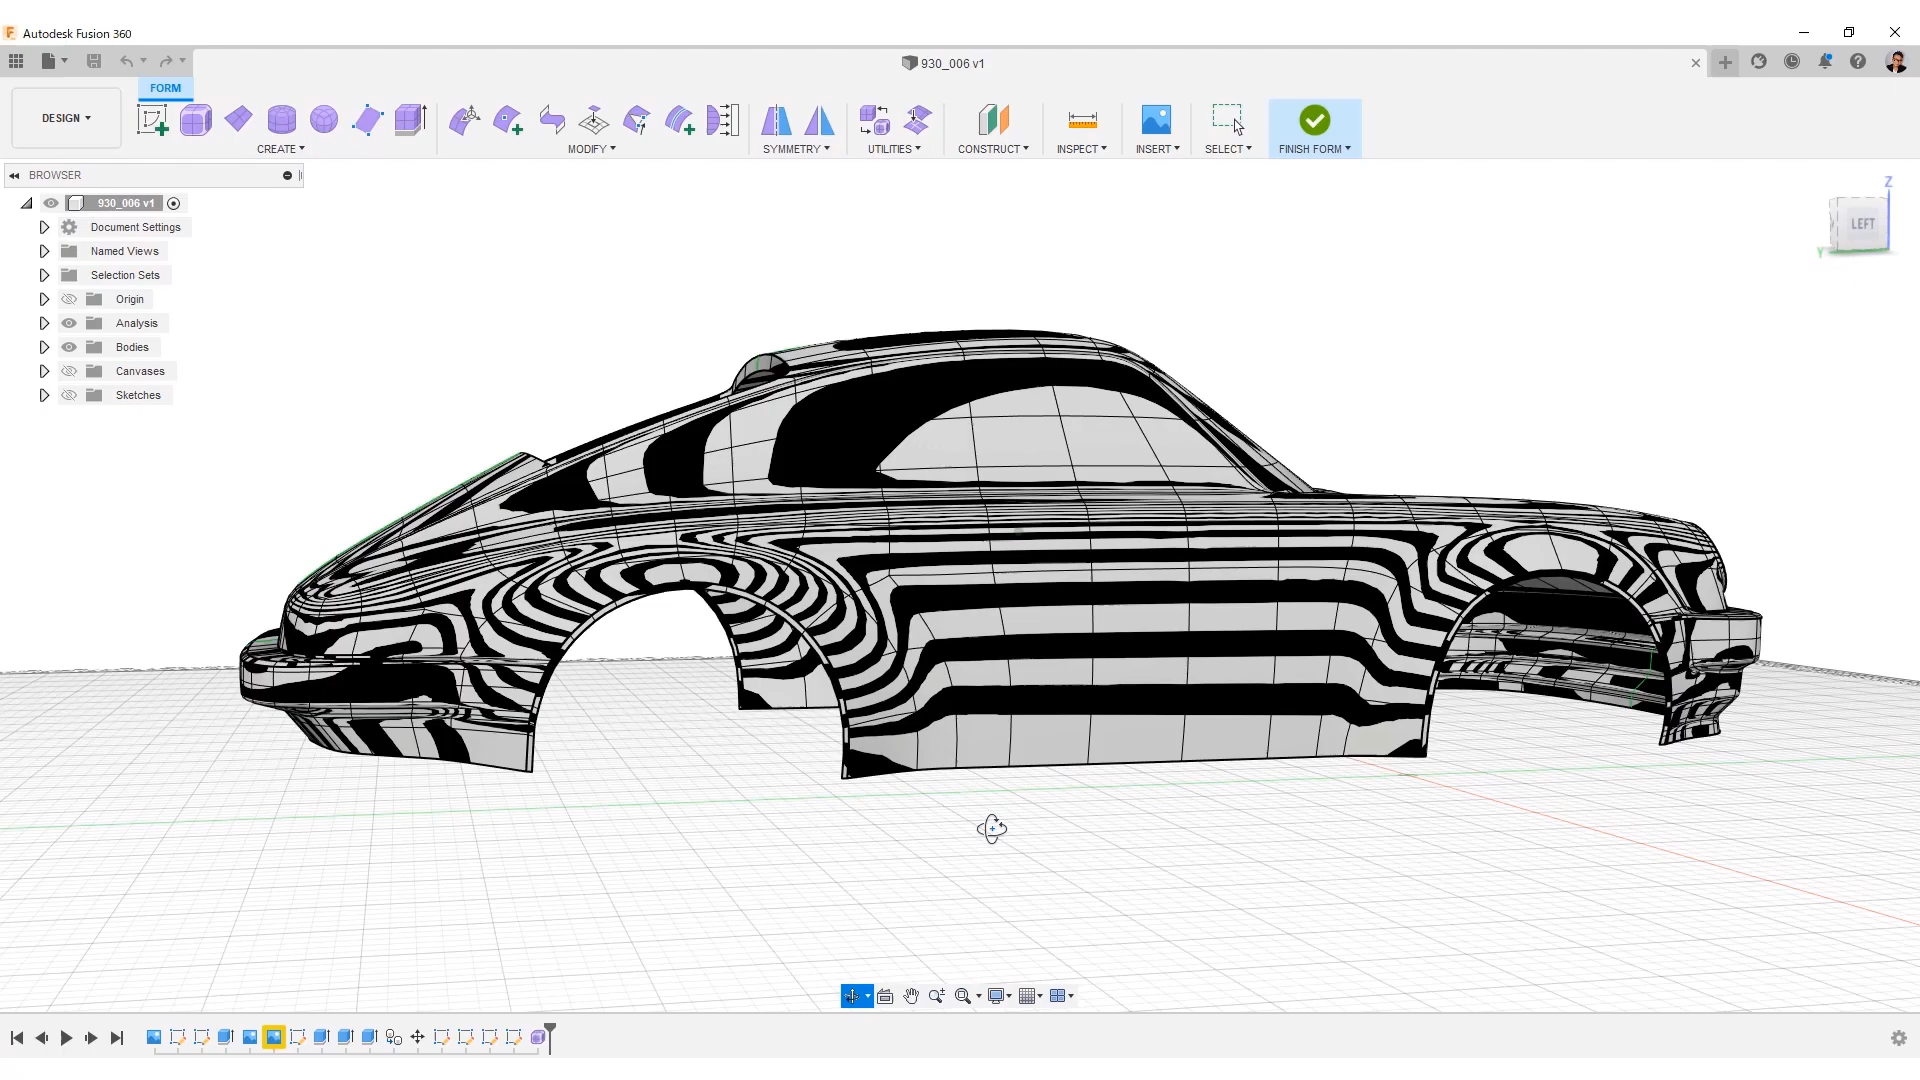 Autodesk Fusion 360
930_006 v1
FORM
DESIGN
CREATE
MODIFY
SYMMETRY
UTILITIES
CONSTRUCT
INSPECT
INSERT
SELECT
FINISH FORM
BROWSER
930_006 v1
Document Settings
Named Views
Selection Sets
Origin
Analysis
Bodies
Canvases
Sketches
Z
LEFT
Y